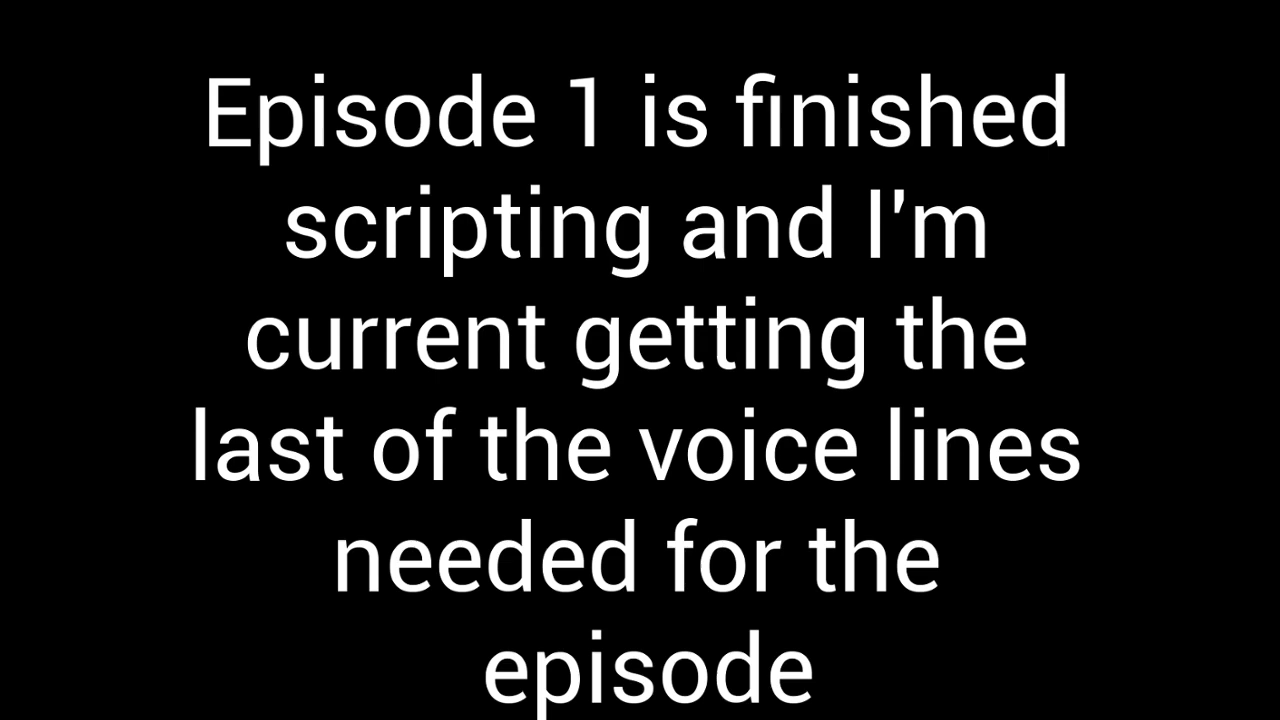 Episode 1 is finished
scripting and I'm
current getting the
last of the voice lines
needed for the
episode